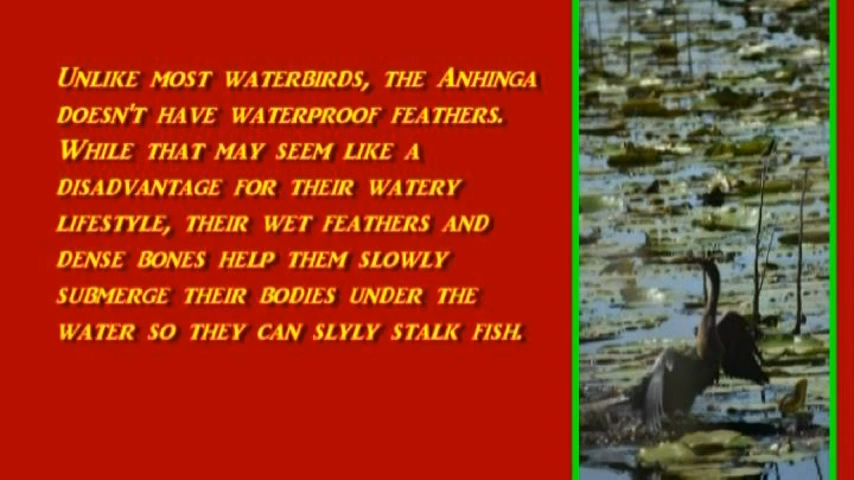 Unlike most waterbirds, the Anhinga
doesn't have waterproof feathers.
While that may seem like a
disadvantage for their watery
lifestyle, their wet feathers and
dense bones help them slowly
submerge their bodies under the
water so they can slyly stalk fish.